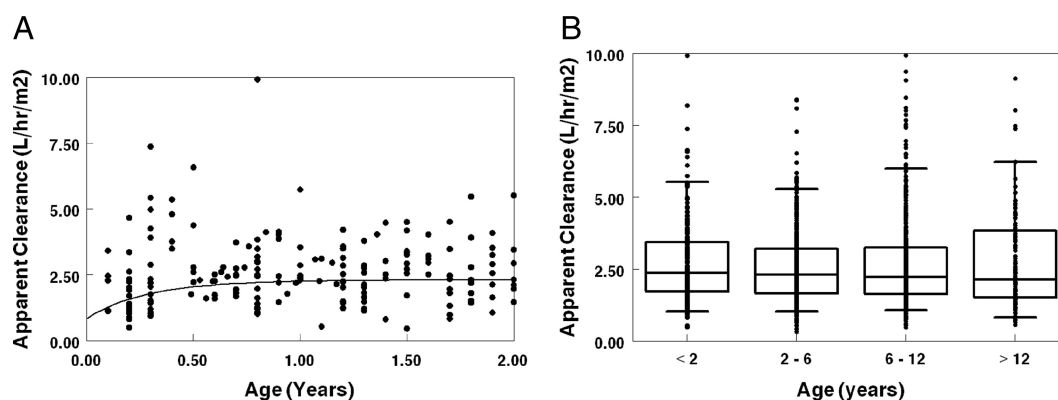 A
Apparent Clearance (L/hr/m2)
10.00
7.50
5.00
2.50
0.00
0.00 0.50 1.00 1.50 2.00
Age (Years)
B
Apparent Clearance (L/hr/m2)
10.00
7.50
5.00
2.50
0.00
< 2 2 - 6 6 - 12 > 12
Age (years)